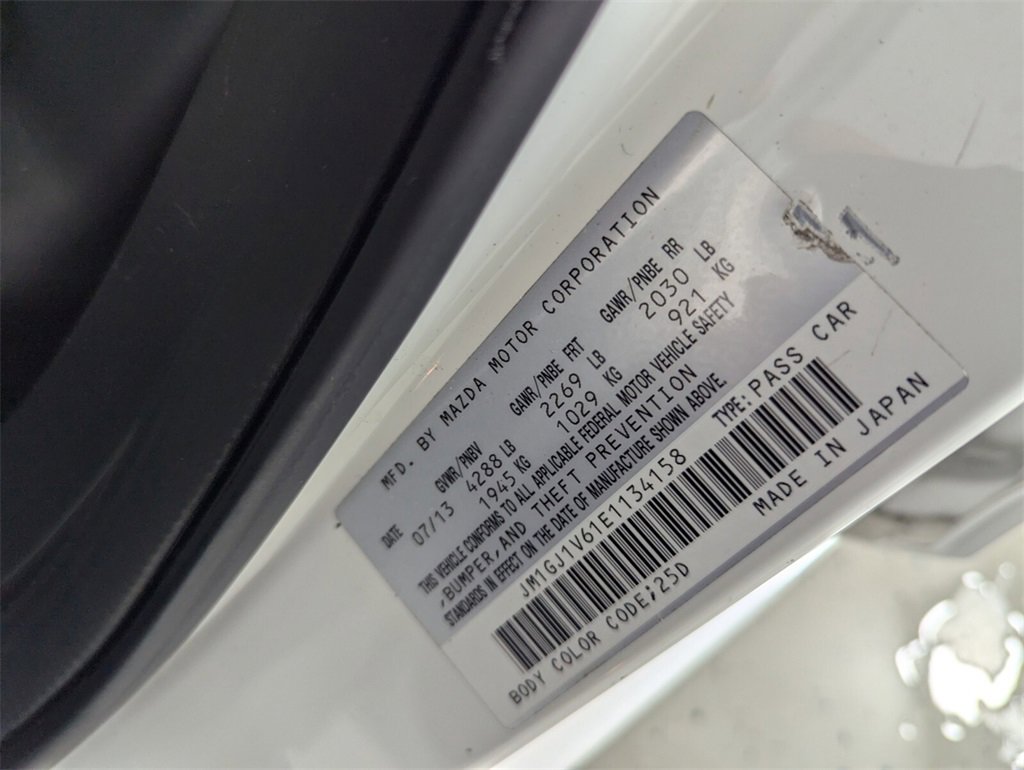 MFD. BY MAZDA MOTOR CORPORATION
DATE GVWR/PNBV GAWR/PNBE FRT GAWR/PNBE RR
07/13 4288 LB 2269 LB 2030 LB
1945 KG 1029 KG 921 KG
THIS VEHICLE CONFORMS TO ALL APPLICABLE FEDERAL MOTOR VEHICLE SAFETY
,BUMPER,AND THEFT PREVENTION
STANDARDS IN EFFECT ON THE DATE OF MANUFACTURE SHOWN ABOVE.
JM1GJ1V61E1134158 TYPE:PASS CAR
BODY COLOR CODE;25D MADE IN JAPAN